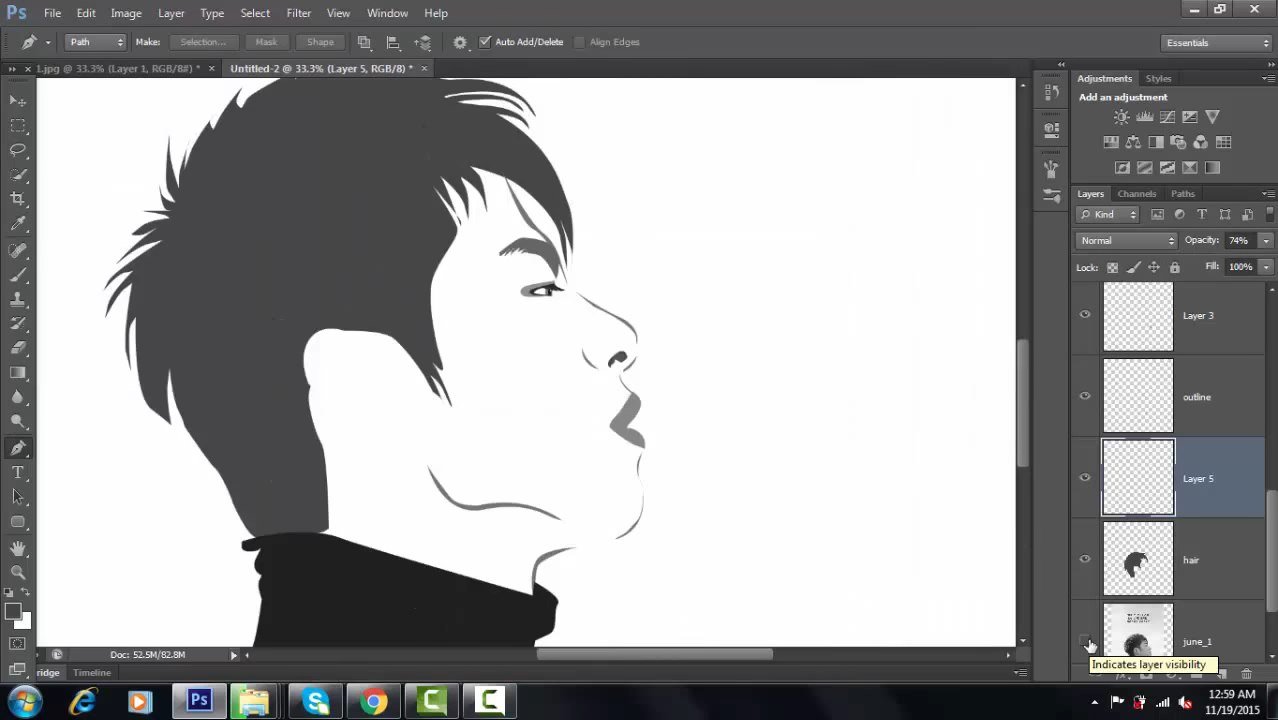 Ps File Edit Image Layer Type Select Filter View Window Help
Path Make: Selection... Mask Shape Auto Add/Delete Align Edges Essentials
1.jpg @ 33.3% (Layer 1, RGB/8#) * × Untitled-2 @ 33.3% (Layer 5, RGB/8) * ×
Adjustments Styles
Add an adjustment
Layers Channels Paths
Kind
Normal Opacity: 74%
Lock: Fill: 100%
Layer 3
outline
Layer 5
hair
june_1
Indicates layer visibility
Doc: 52.5M/82.8M
ridge Timeline
Ps
12:59 AM
11/19/2015